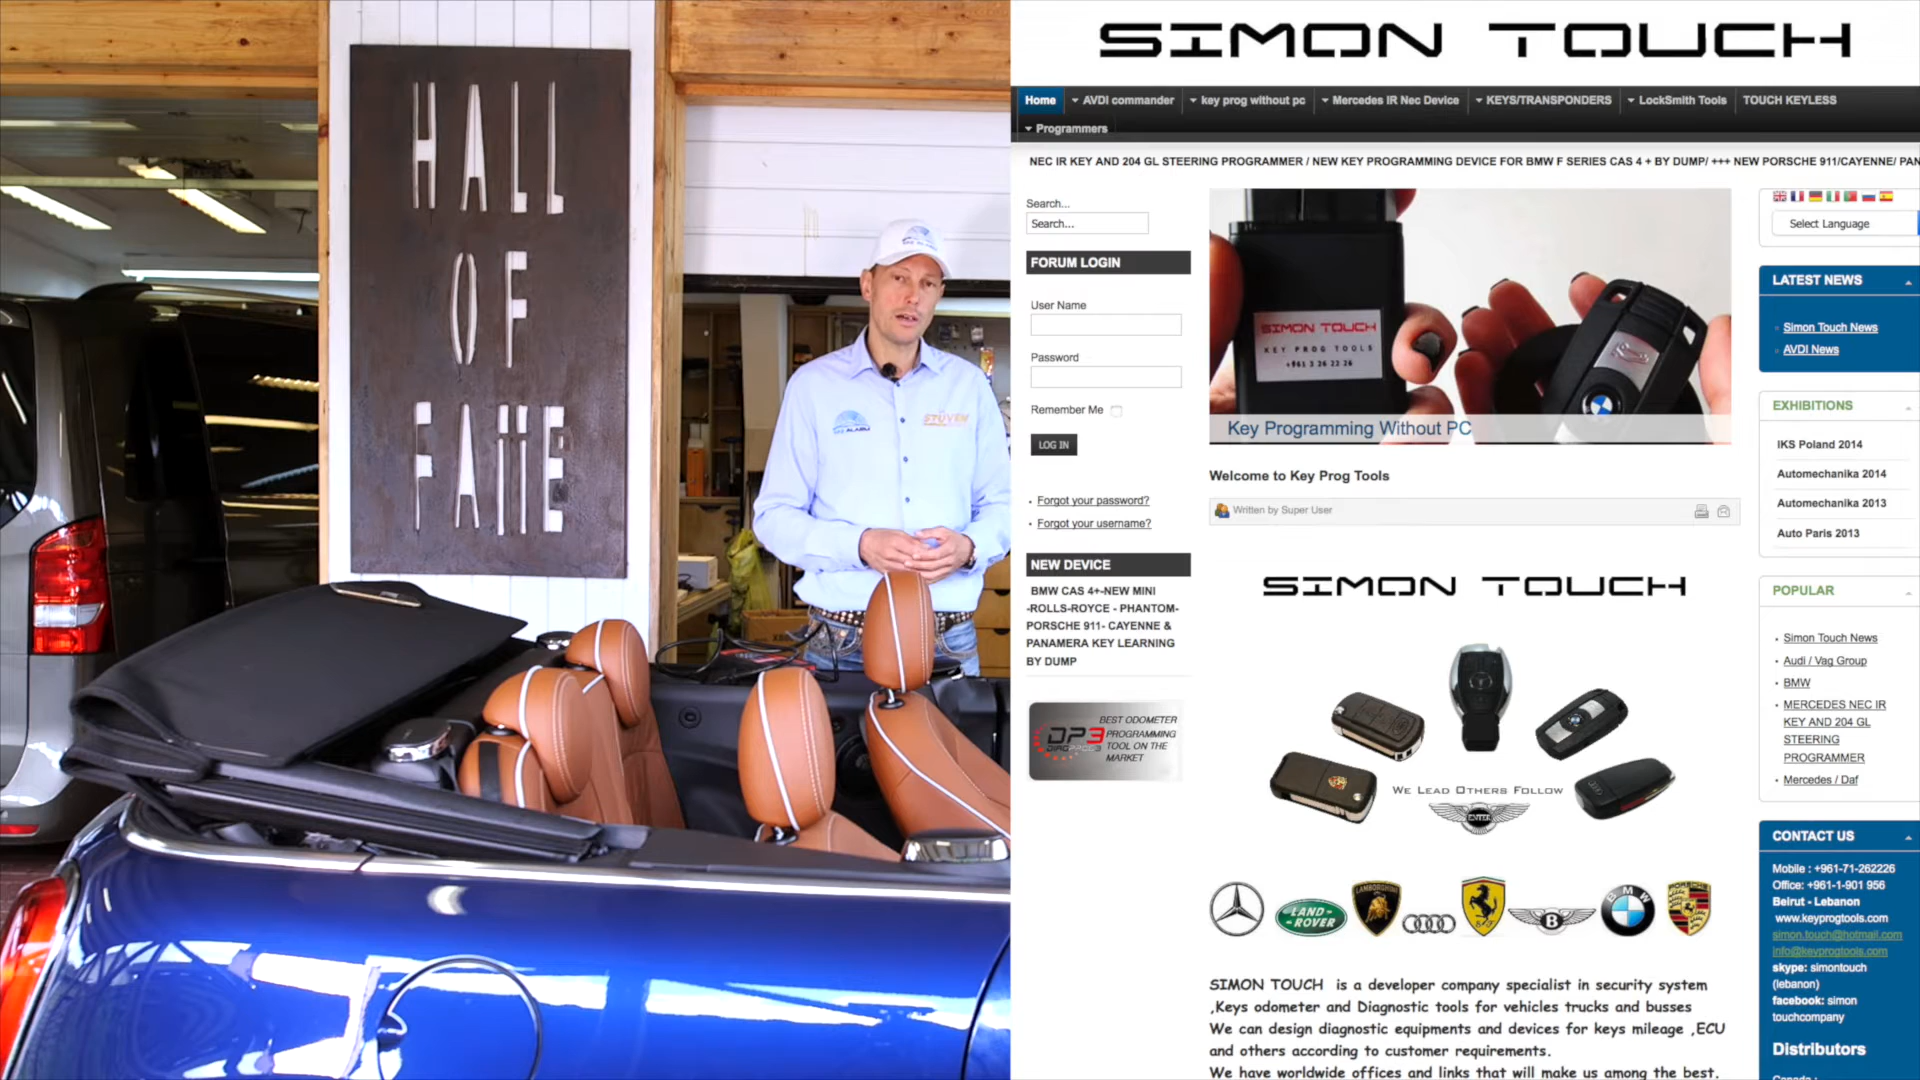 HALL
OF
FAME
STÜVEN
SIMON TOUCH
Home
AVDI commander
key prog without pc
Mercedes IR Nec Device
KEYS/TRANSPONDERS
LockSmith Tools
TOUCH KEYLESS
Programmers
NEC IR KEY AND 204 GL STEERING PROGRAMMER / NEW KEY PROGRAMMING DEVICE FOR BMW F SERIES CAS 4 + BY DUMP/ +++ NEW PORSCHE 911/CAYENNE/ PAN
Search...
Search...
FORUM LOGIN
User Name
Password
Remember Me
LOG IN
Forgot your password?
Forgot your username?
NEW DEVICE
BMW CAS 4+-NEW MINI
-ROLLS-ROYCE - PHANTOM-
PORSCHE 911- CAYENNE &
PANAMERA KEY LEARNING
BY DUMP
DP3
BEST ODOMETER
PROGRAMMING
TOOL ON THE
MARKET
SIMON TOUCH
KEY PROG TOOLS
+961 3 26 22 26
Key Programming Without PC
Welcome to Key Prog Tools
Written by Super User
SIMON TOUCH
We Lead Others Follow
ENTER
LAND
ROVER
LAMBORGHINI
B
BMW
PORSCHE
SIMON TOUCH is a developer company specialist in security system
,Keys odometer and Diagnostic tools for vehicles trucks and busses
We can design diagnostic equipments and devices for keys mileage ,ECU
and others according to customer requirements.
We have worldwide offices and links that will make us among the best.
Select Language
LATEST NEWS
Simon Touch News
AVDI News
EXHIBITIONS
IKS Poland 2014
Automechanika 2014
Automechanika 2013
Auto Paris 2013
POPULAR
Simon Touch News
Audi / Vag Group
BMW
MERCEDES NEC IR
KEY AND 204 GL
STEERING
PROGRAMMER
Mercedes / Daf
CONTACT US
Mobile : +961-71-262226
Office: +961-1-901 956
Beirut - Lebanon
www.keyprogtools.com
simon.touch@hotmail.com
info@keyprogtools.com
skype: simontouch
(lebanon)
facebook: simon
touchcompany
Distributors